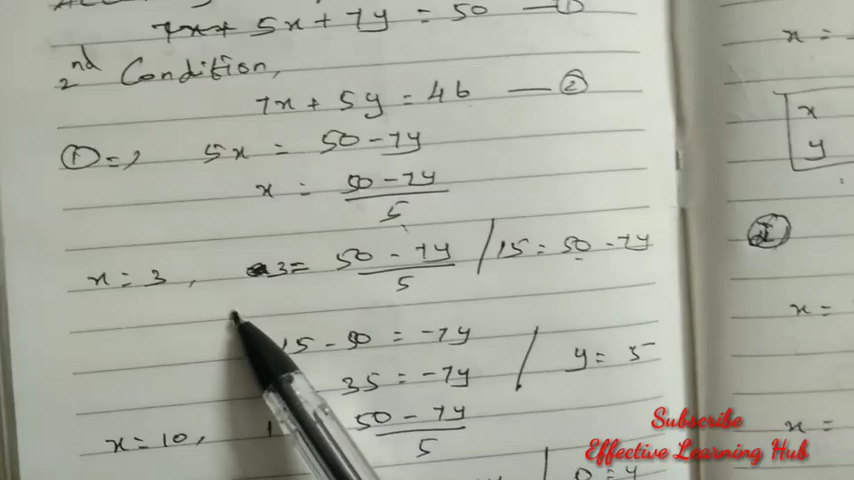 5x + 7y = 50 — ①
2nd Condition,
7x + 5y = 46 — ②
① =) 5x = 50 - 7y
x = 50 - 7y / 5
x = 3, 3 = 50 - 7y / 5 / 15 = 50 - 7y
15 - 50 = -7y
35 = -7y / y = 5
x = 10, 50 - 7y / 5
0 = y
x =
x
y
x =
x =
Subscribe
Effective Learning Hub